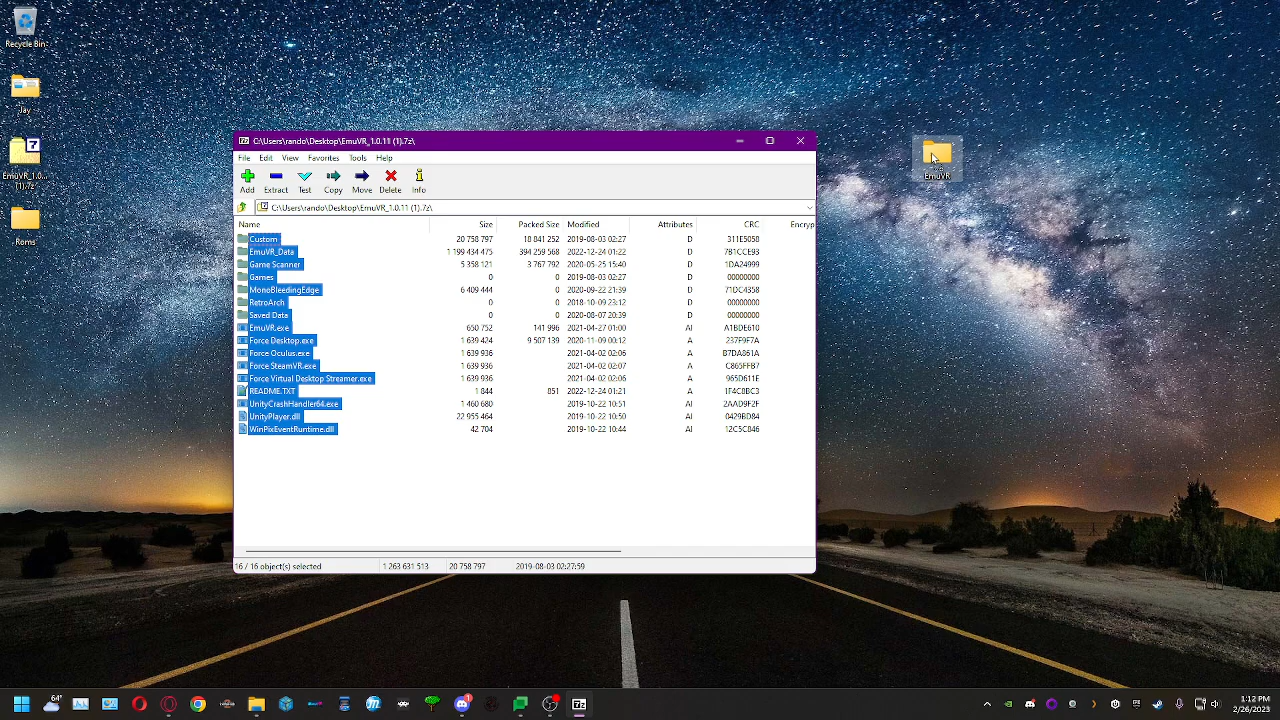 Recycle Bin
Jay
EmuVR_1.0....
(1).7z
Roms
EmuVR
C:\Users\rando\Desktop\EmuVR_1.0.11 (1).7z\
File Edit View Favorites Tools Help
Add Extract Test Copy Move Delete Info
C:\Users\rando\Desktop\EmuVR_1.0.11 (1).7z\
Name Size Packed Size Modified Attributes CRC Encryp
Custom 20 758 797 18 841 252 2019-08-03 02:27 D 311E5058
EmuVR_Data 1 199 434 475 394 259 568 2022-12-24 01:22 D 7B1CCE93
Game Scanner 5 358 121 3 767 792 2020-05-25 15:40 D 1DA24999
Games 0 0 2019-08-03 02:27 D 00000000
MonoBleedingEdge 6 409 444 0 2020-09-22 21:39 D 71DC4358
RetroArch 0 0 2018-10-09 23:12 D 00000000
Saved Data 0 0 2020-08-07 20:39 D 00000000
EmuVR.exe 650 752 141 996 2021-04-27 01:00 AI A1BDE610
Force Desktop.exe 1 639 424 9 507 139 2020-11-09 00:12 A 237F9F7A
Force Oculus.exe 1 639 936 2021-04-02 02:06 A B7DA861A
Force SteamVR.exe 1 639 936 2021-04-02 02:07 A C865FFB7
Force Virtual Desktop Streamer.exe 1 639 936 2021-04-02 02:06 A 965D611E
README.TXT 1 844 851 2022-12-24 01:21 A 1F4C8BC3
UnityCrashHandler64.exe 1 460 680 2019-10-22 10:51 AI 2AAD9F2F
UnityPlayer.dll 22 955 464 2019-10-22 10:50 AI 0429BD84
WinPixEventRuntime.dll 42 704 2019-10-22 10:44 AI 12C5C846
16 / 16 object(s) selected 1 263 631 513 20 758 797 2019-08-03 02:27:59
64°
1
7z
1:12 PM
2/26/2023